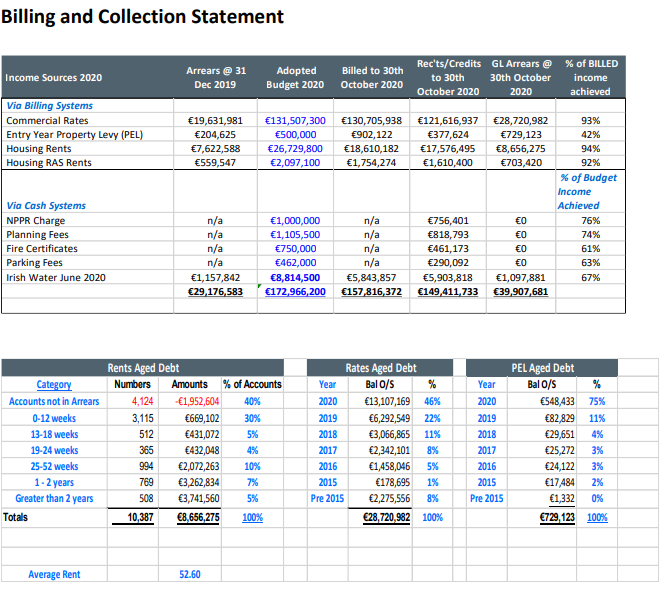 Billing and Collection Statement
Income Sources 2020 Arrears @ 31 Dec 2019 Adopted Budget 2020 Billed to 30th October 2020 Rec'ts/Credits to 30th October 2020 GL Arrears @ 30th October 2020 % of BILLED income achieved
Via Billing Systems
Commercial Rates €19,631,981 €131,507,300 €130,705,938 €121,616,937 €28,720,982 93%
Entry Year Property Levy (PEL) €204,625 €500,000 €902,122 €377,624 €729,123 42%
Housing Rents €7,622,588 €26,729,800 €18,610,182 €17,576,495 €8,656,275 94%
Housing RAS Rents €559,547 €2,097,100 €1,754,274 €1,610,400 €703,420 92%
Via Cash Systems % of Budget Income Achieved
NPPR Charge n/a €1,000,000 n/a €756,401 €0 76%
Planning Fees n/a €1,105,500 n/a €818,793 €0 74%
Fire Certificates n/a €750,000 n/a €461,173 €0 61%
Parking Fees n/a €462,000 n/a €290,092 €0 63%
Irish Water June 2020 €1,157,842 €8,814,500 €5,843,857 €5,903,818 €1,097,881 67%
€29,176,583 €172,966,200 €157,816,372 €149,411,733 €39,907,681
Rents Aged Debt Rates Aged Debt PEL Aged Debt
Category Numbers Amounts % of Accounts Year Bal O/S % Year Bal O/S %
Accounts not in Arrears 4,124 -€1,952,604 40% 2020 €13,107,169 46% 2020 €548,433 75%
0-12 weeks 3,115 €669,102 30% 2019 €6,292,549 22% 2019 €82,829 11%
13-18 weeks 512 €431,072 5% 2018 €3,066,865 11% 2018 €29,651 4%
19-24 weeks 365 €432,048 4% 2017 €2,342,101 8% 2017 €25,272 3%
25-52 weeks 994 €2,072,263 10% 2016 €1,458,046 5% 2016 €24,122 3%
1 - 2 years 769 €3,262,834 7% 2015 €178,695 1% 2015 €17,484 2%
Greater than 2 years 508 €3,741,560 5% Pre 2015 €2,275,556 8% Pre 2015 €1,332 0%
Totals 10,387 €8,656,275 100% €28,720,982 100% €729,123 100%
Average Rent 52.60